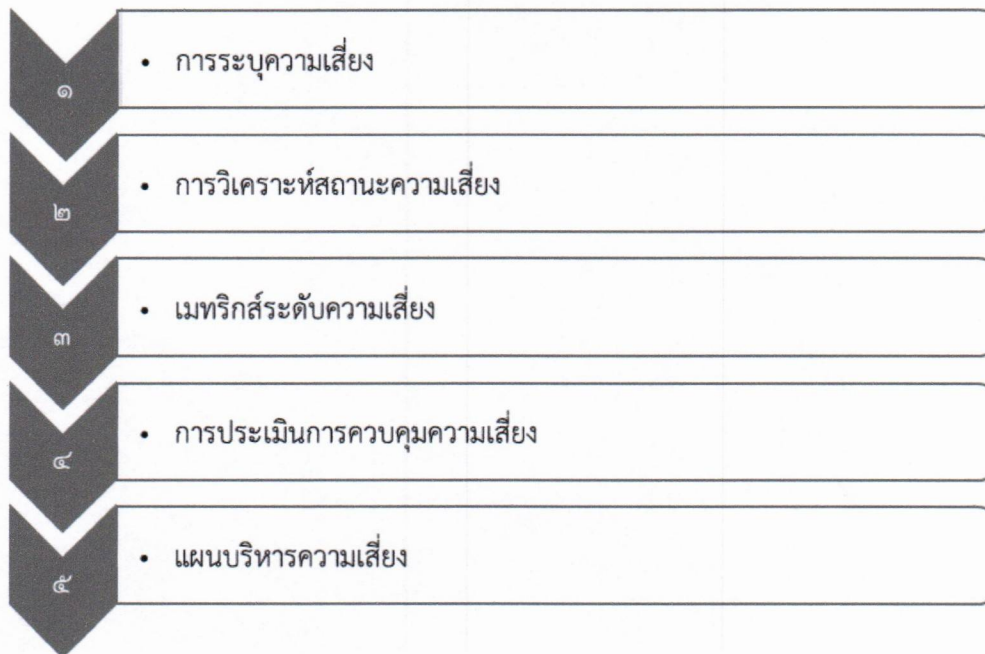 ๑
• การระบุความเสี่ยง
๒
• การวิเคราะห์สถานะความเสี่ยง
๓
• เมทริกส์ระดับความเสี่ยง
๔
• การประเมินการควบคุมความเสี่ยง
๕
• แผนบริหารความเสี่ยง